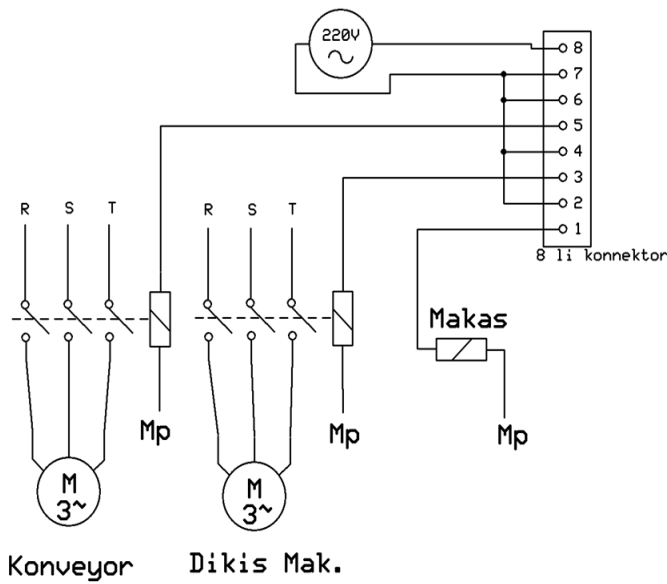 220V
8
7
6
5
4
3
2
1
8 li konnektor
R S T
R S T
Makas
Mp
Mp
Mp
M
3~
M
3~
Konveyor
Dikis Mak.